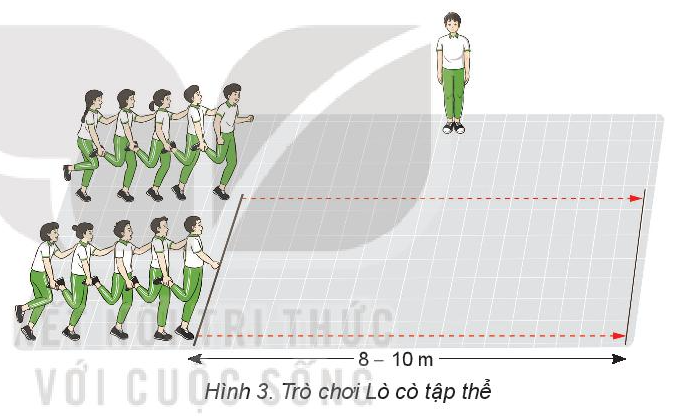 KẾT NỐI TRI THỨC
VỚI CUỘC SỐNG
8 – 10 m
Hình 3. Trò chơi Lò cò tập thể